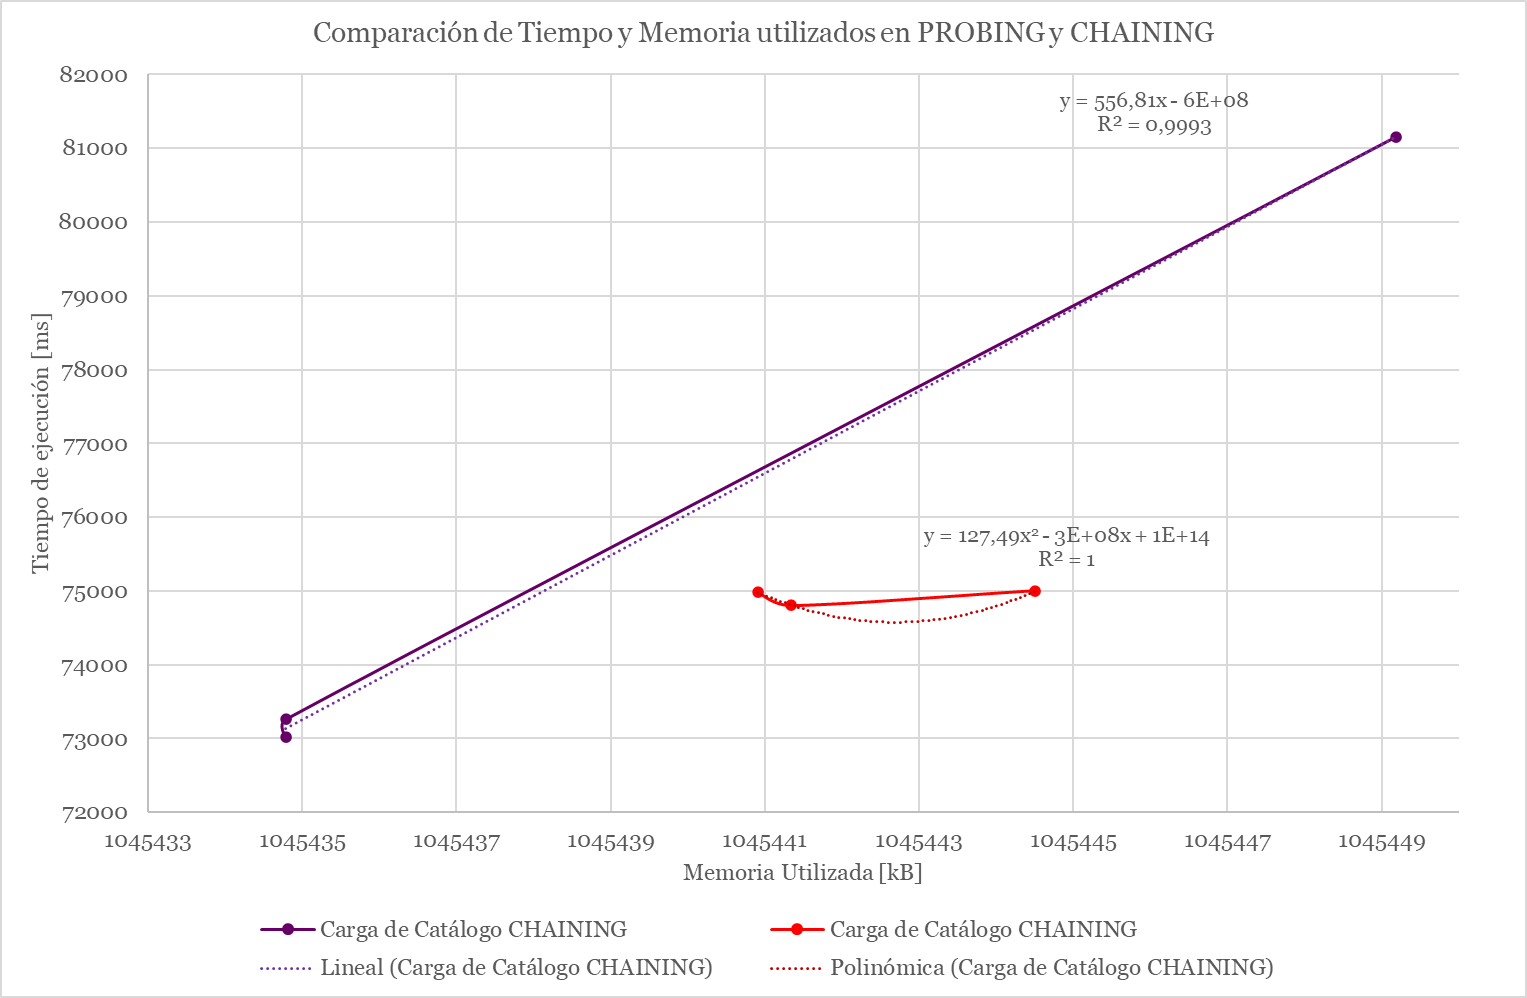 Comparación de Tiempo y Memoria utilizados en PROBING y CHAINING
82000
81000
80000
79000
78000
77000
76000
75000
74000
73000
72000
Tiempo de ejecución [ms]
y = 556,81x - 6E+08
R² = 0,9993
y = 127,49x² - 3E+08x + 1E+14
R² = 1
1045433 1045435 1045437 1045439 1045441 1045443 1045445 1045447 1045449
Memoria Utilizada [kB]
Carga de Catálogo CHAINING Carga de Catálogo CHAINING
Lineal (Carga de Catálogo CHAINING) Polinómica (Carga de Catálogo CHAINING)